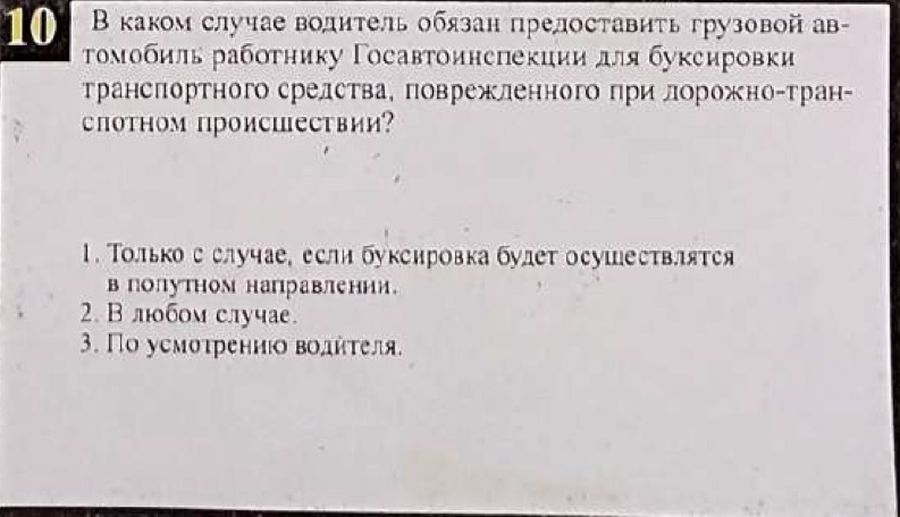 10
В каком случае водитель обязан предоставить грузовой ав-
томобиль работнику Госавтоинспекции для буксировки
транспортного средства, поврежденного при дорожно-тран-
спотном происшествии?
1. Только с случае, если буксировка будет осуществлятся
в попутном направлении.
2. В любом случае.
3. По усмотрению водителя.